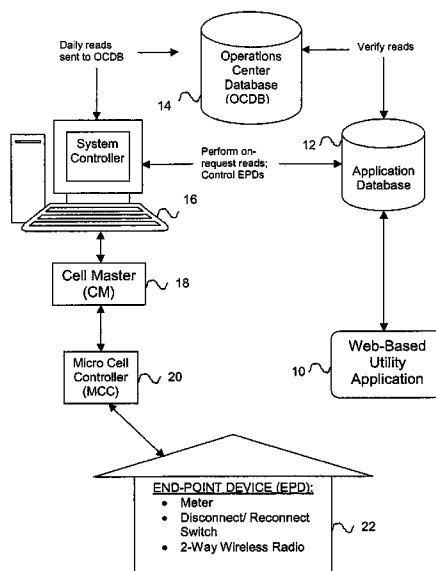 Daily reads
sent to OCDB
Operations
Center
Database
(OCDB)
14
Verify reads
System
Controller
Perform on-
request reads;
Control EPDs
12
Application
Database
16
Cell Master
(CM)
18
Micro Cell
Controller
(MCC)
20
10
Web-Based
Utility
Application
END-POINT DEVICE (EPD):
• Meter
• Disconnect/ Reconnect
Switch
• 2-Way Wireless Radio
22